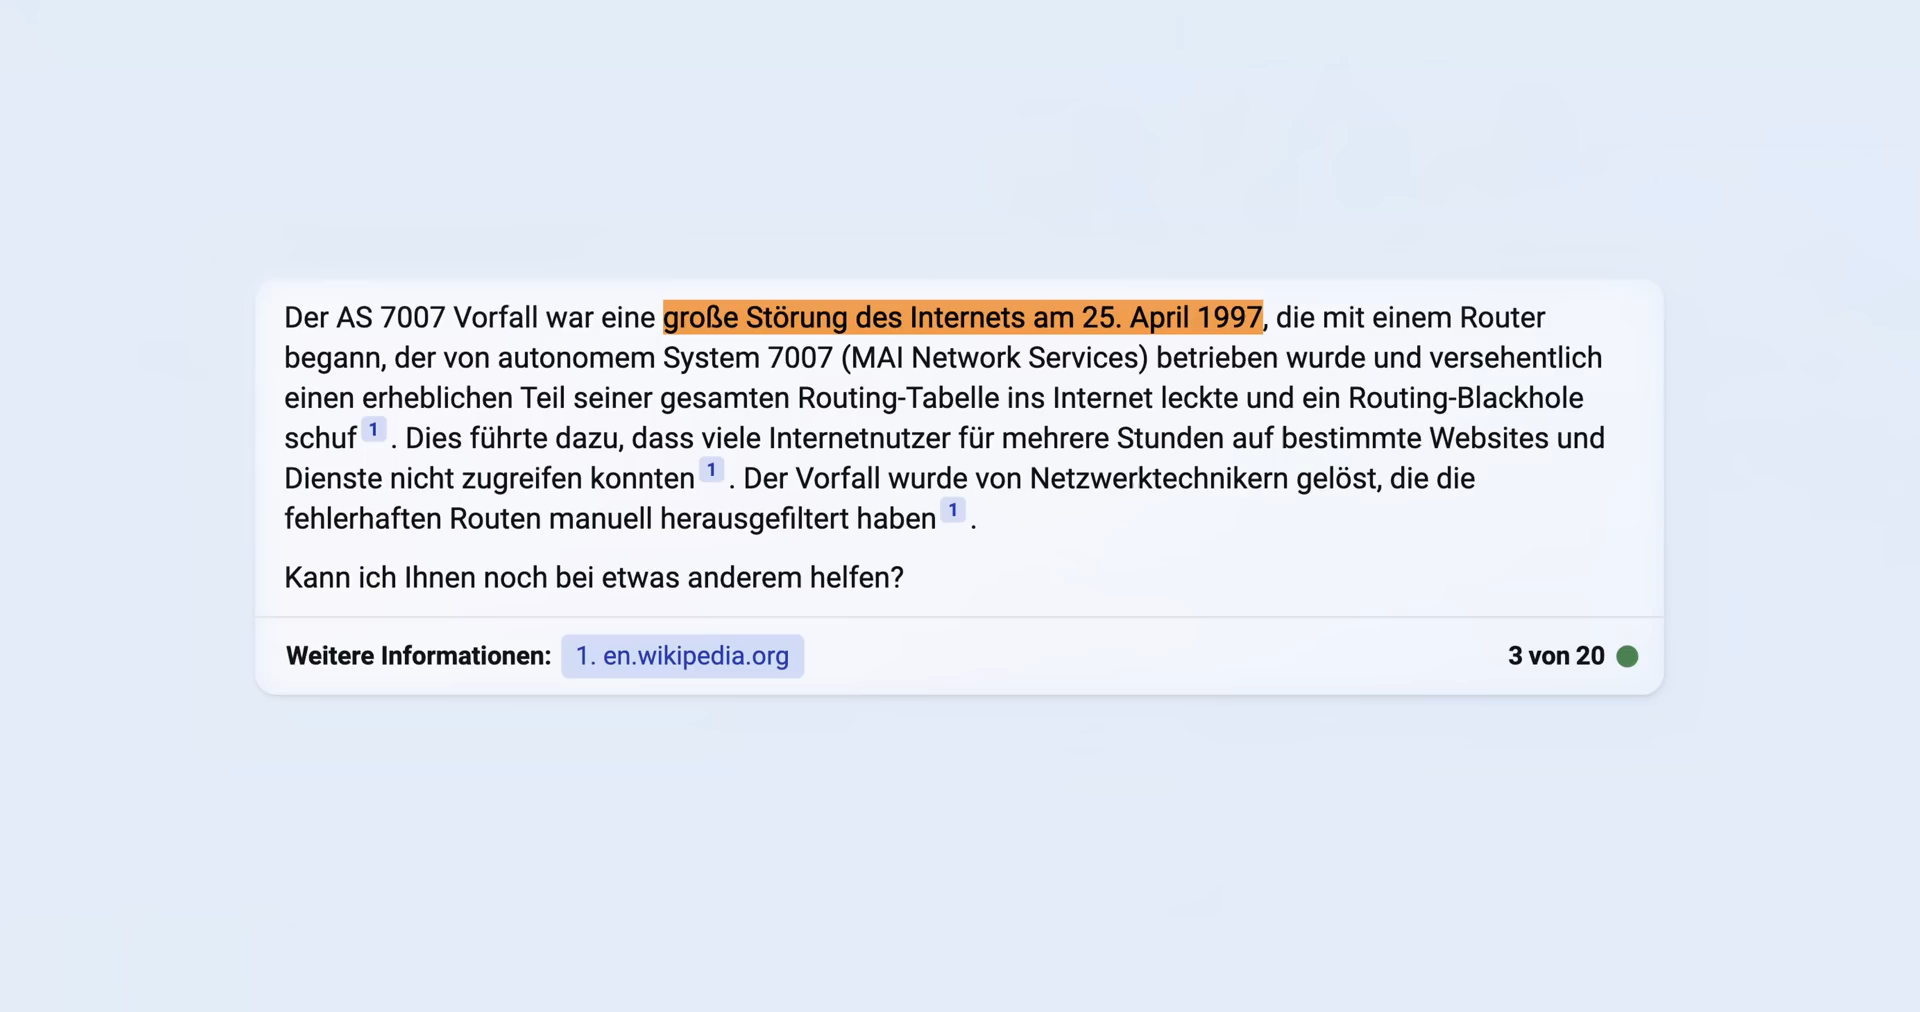 Der AS 7007 Vorfall war eine große Störung des Internets am 25. April 1997, die mit einem Router
begann, der von autonomem System 7007 (MAI Network Services) betrieben wurde und versehentlich
einen erheblichen Teil seiner gesamten Routing-Tabelle ins Internet leckte und ein Routing-Blackhole
schuf 1 . Dies führte dazu, dass viele Internetnutzer für mehrere Stunden auf bestimmte Websites und
Dienste nicht zugreifen konnten 1 . Der Vorfall wurde von Netzwerktechnikern gelöst, die die
fehlerhaften Routen manuell herausgefiltert haben 1 .
Kann ich Ihnen noch bei etwas anderem helfen?
Weitere Informationen: 1. en.wikipedia.org 3 von 20